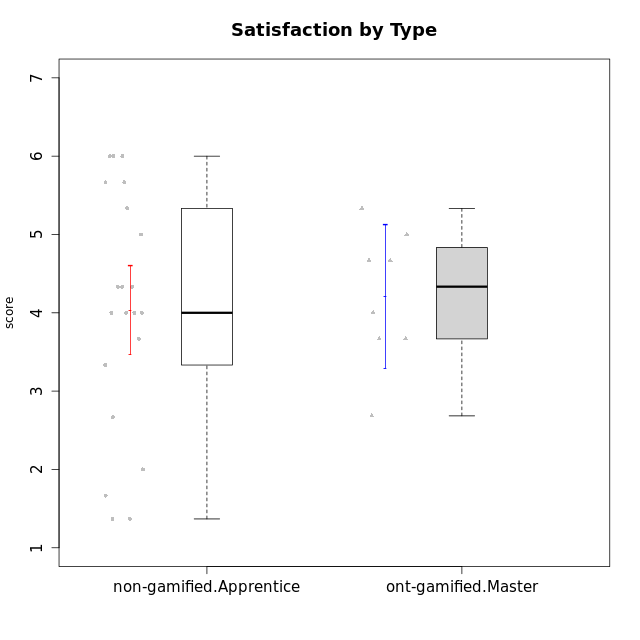 Satisfaction by Type
score
7
6
5
4
3
2
1
non-gamified.Apprentice
ont-gamified.Master